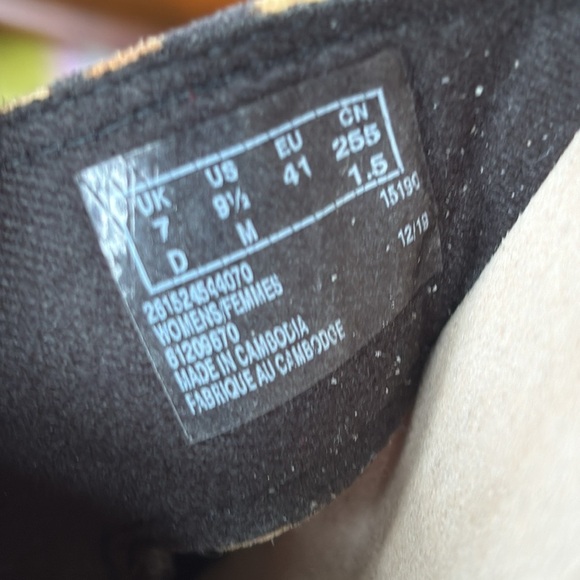 UK US EU CN
7 9½ 41 255
D M 1.5
15190
12/19
261524544070
WOMENS/FEMMES
61209670
MADE IN CAMBODIA
FABRIQUE AU CAMBODGE